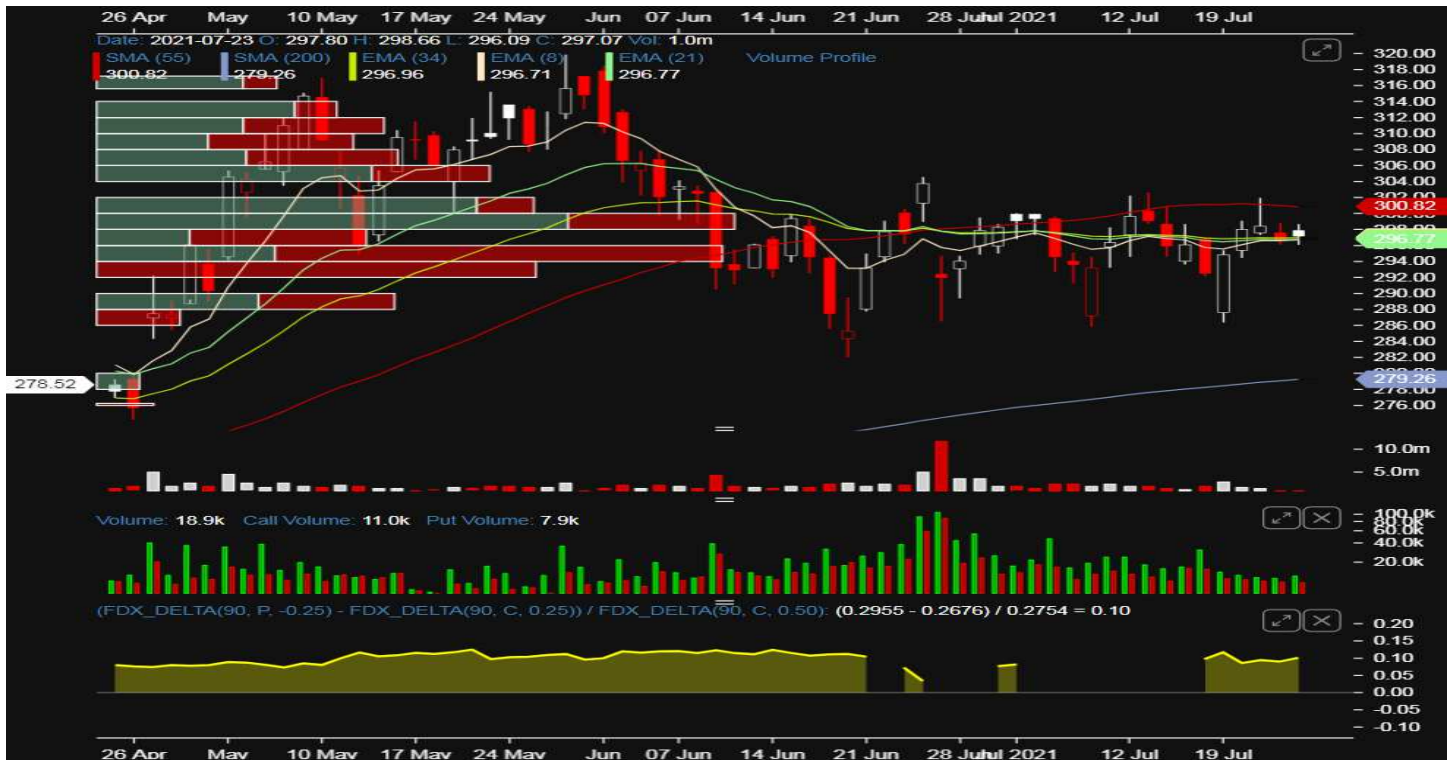 26 Apr May 10 May 17 May 24 May Jun 07 Jun 14 Jun 21 Jun 28 Jun Jul 2021 12 Jul 19 Jul
Date: 2021-07-23 O: 297.80 H: 298.66 L: 296.09 C: 297.07 Vol: 1.0m
SMA (55) SMA (200) EMA (34) EMA (8) EMA (21) Volume Profile
300.82 279.26 296.96 296.71 296.77
320.00
318.00
316.00
314.00
312.00
310.00
308.00
306.00
304.00
302.00
300.82
298.00
296.77
294.00
292.00
290.00
288.00
286.00
284.00
282.00
278.52
279.26
278.00
276.00
10.0m
5.0m
Volume: 18.9k Call Volume: 11.0k Put Volume: 7.9k
100.0k
80.0k
60.0k
40.0k
20.0k
(FDX_DELTA(90, P, -0.25) - FDX_DELTA(90, C, 0.25)) / FDX_DELTA(90, C, 0.50): (0.2955 - 0.2676) / 0.2754 = 0.10
0.20
0.15
0.10
0.05
0.00
-0.05
-0.10
26 Apr May 10 May 17 May 24 May Jun 07 Jun 14 Jun 21 Jun 28 Jun Jul 2021 12 Jul 19 Jul